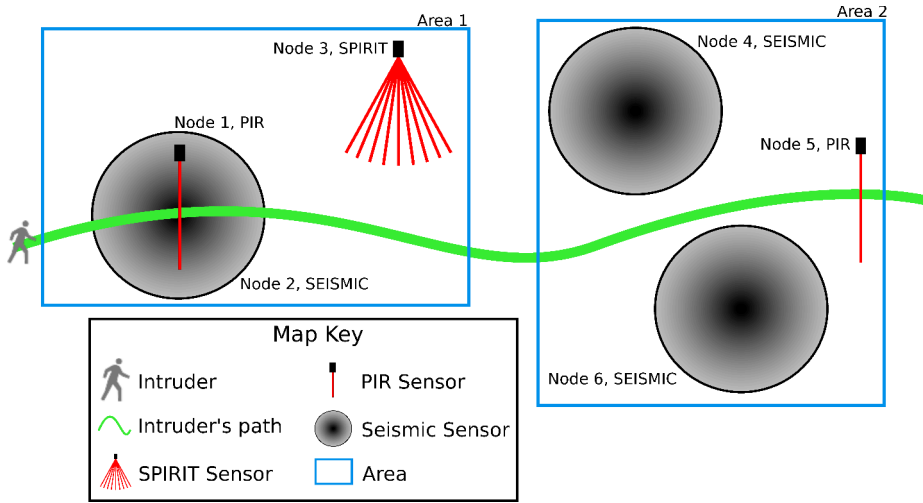 Area 1
Node 3, SPIRIT
Node 1, PIR
Node 2, SEISMIC
Area 2
Node 4, SEISMIC
Node 5, PIR
Node 6, SEISMIC
Map Key
Intruder
PIR Sensor
Intruder's path
Seismic Sensor
SPIRIT Sensor
Area